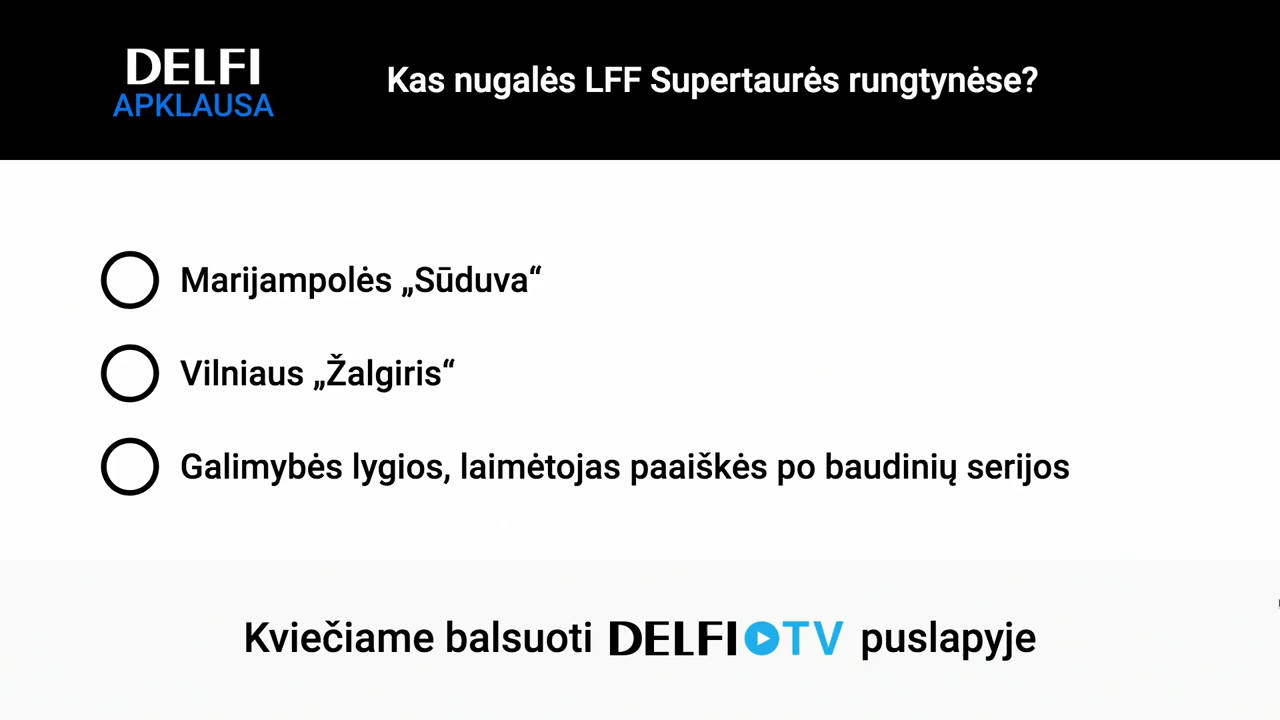 DELFI
APKLAUSA
Kas nugalės LFF Supertaurės rungtynėse?
Marijampolės „Sūduva“
Vilniaus „Žalgiris“
Galimybės lygios, laimėtojas paaiškės po baudinių serijos
Kviečiame balsuoti DELFI TV puslapyje